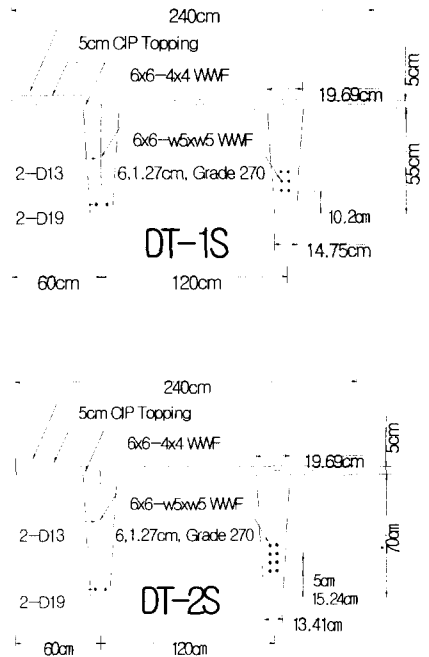 240cm
5cm CIP Topping
6x6-4x4 WWF
19.69cm
5cm
6x6-w5xw5 WWF
2-D13
6,1.27cm, Grade 270
55cm
2-D19
10.2cm
DT-1S
14.75cm
60cm
120cm
240cm
5cm CIP Topping
6x6-4x4 WWF
19.69cm
5cm
6x6-w5xw5 WWF
2-D13
6,1.27cm, Grade 270
70cm
5cm
2-D19
15.24cm
DT-2S
13.41cm
60cm
120cm